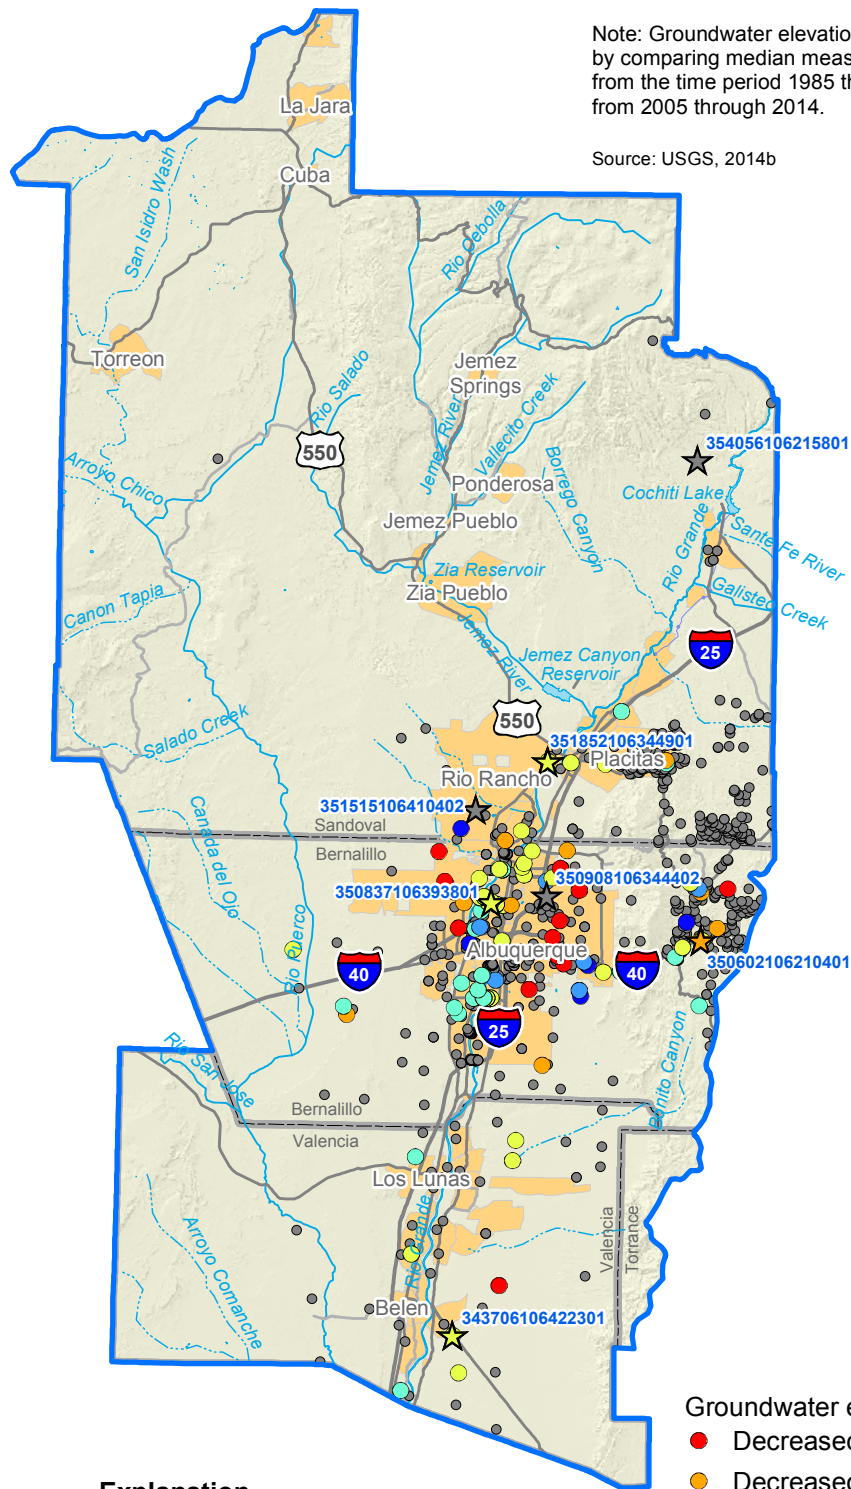 Note: Groundwater elevatio
by comparing median meas
from the time period 1985 th
from 2005 through 2014.
Source: USGS, 2014b
La Jara
Cuba
San Isidro Wash
Rio Cebolla
Torreon
Jemez
Springs
Rio Salado
Jemez River
Vallecito Creek
550
354056106215801
Arroyo Chico
Ponderosa
Borrego Canyon
Cochiti Lake
Jemez Pueblo
Rio Grande
Sante Fe River
Zia Reservoir
Zia Pueblo
Galisteo Creek
Canon Tapia
Jemez River
Jemez Canyon
Reservoir
25
550
Salado Creek
351852106344901
Placitas
Rio Rancho
351515106410402
Sandoval
Bernalillo
Canada del Ojo
350837106393801
350908106344402
Rio Puerco
Albuquerque
350602106210401
40
40
25
Rio San Jose
Bonito Canyon
Bernalillo
Valencia
Los Lunas
Arroyo Comanche
Rio Grande
Valencia
Torrance
Belen
343706106422301
Groundwater e
Decreased
Decreased
Explanation